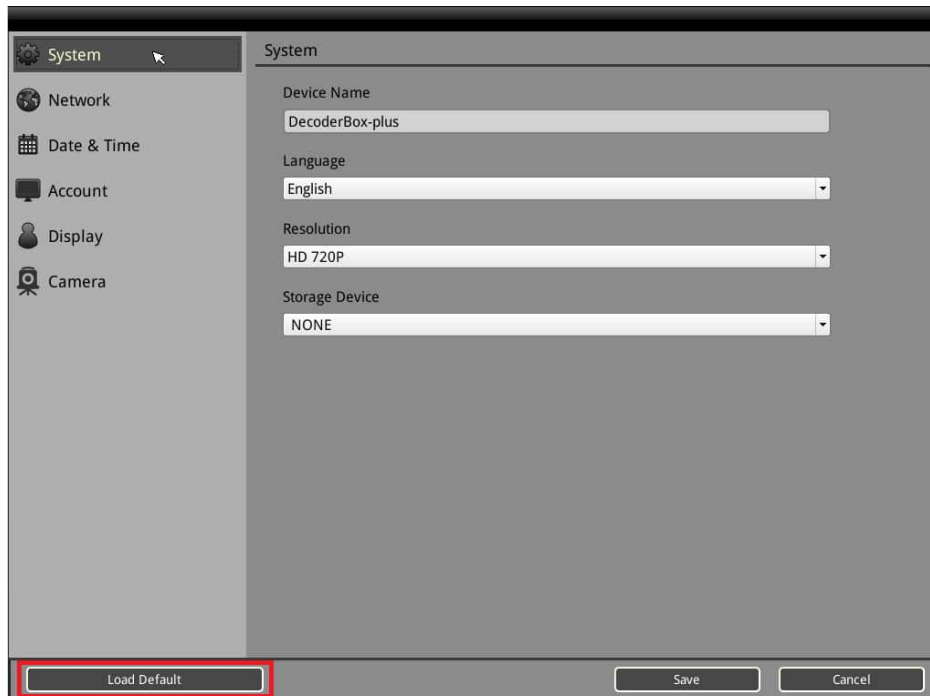 System
Network
Date & Time
Account
Display
Camera
System
Device Name
DecoderBox-plus
Language
English
Resolution
HD 720P
Storage Device
NONE
Load Default
Save
Cancel